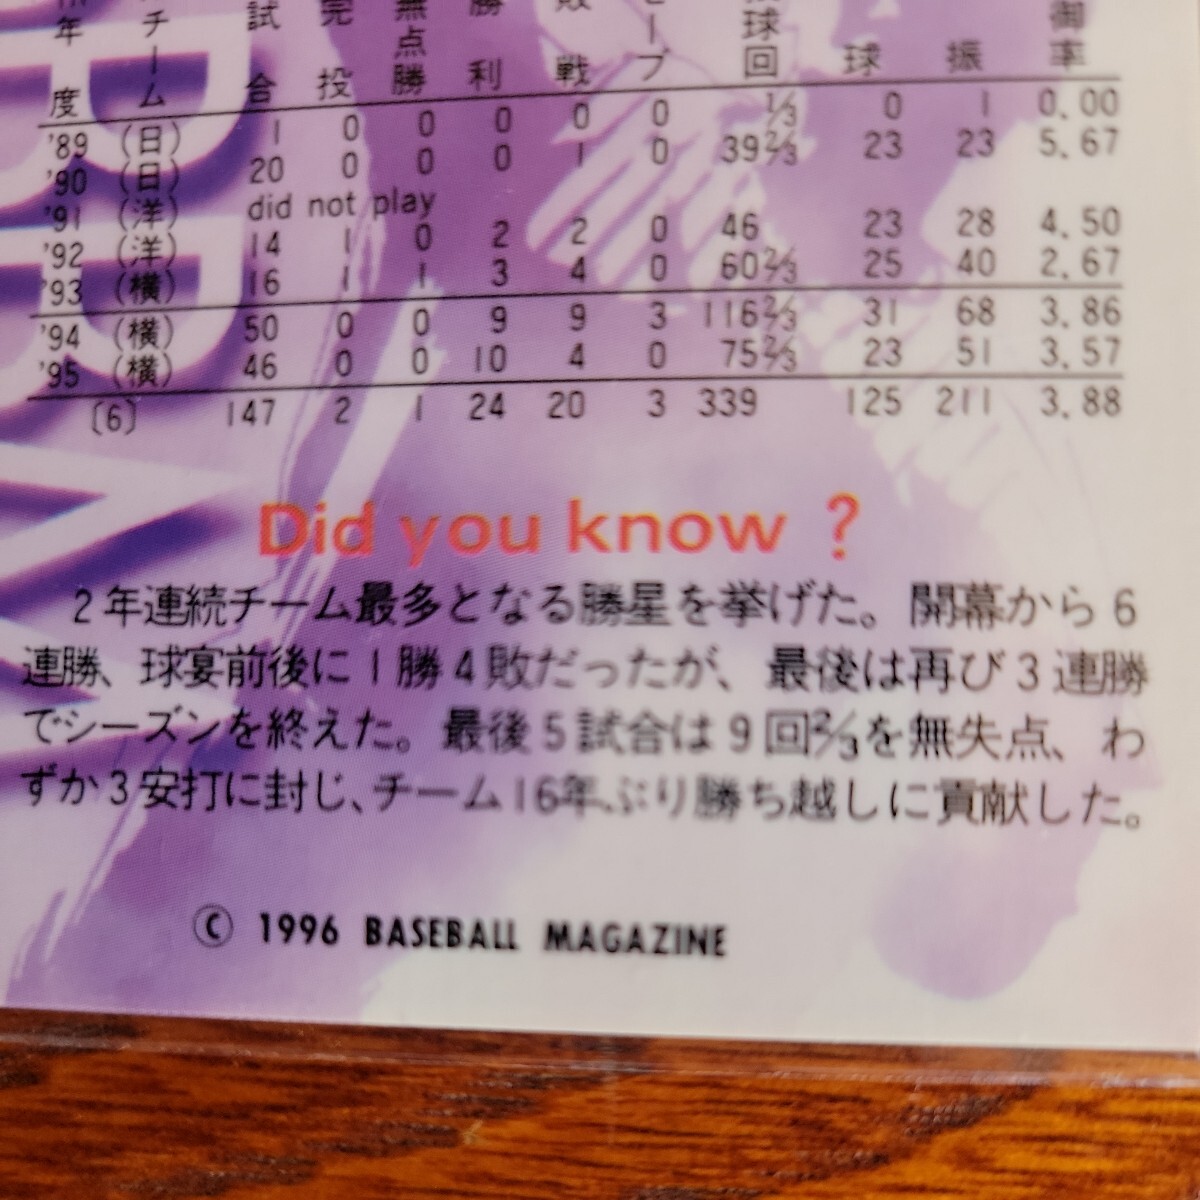 年度 チーム 試合 完投 無点勝 勝利 敗戦 ーブ 球回 球 振 御率
'89 (日) 1 0 0 0 0 0 1/3 0 1 0.00
'90 (日) 20 0 0 0 1 0 39 2/3 23 23 5.67
'91 (洋) did not play
'92 (洋) 14 1 0 2 2 0 46 23 28 4.50
'93 (横) 16 1 1 3 4 0 60 2/3 25 40 2.67
'94 (横) 50 0 0 9 9 3 116 2/3 31 68 3.86
'95 (横) 46 0 0 10 4 0 75 2/3 23 51 3.57
〔6〕 147 2 1 24 20 3 339 125 211 3.88
Did you know ?
2年連続チーム最多となる勝星を挙げた。開幕から6
連勝、球宴前後に1勝4敗だったが、最後は再び3連勝
でシーズンを終えた。最後5試合は9回2/3を無失点、わ
ずか3安打に封じ、チーム16年ぶり勝ち越しに貢献した。
© 1996 BASEBALL MAGAZINE